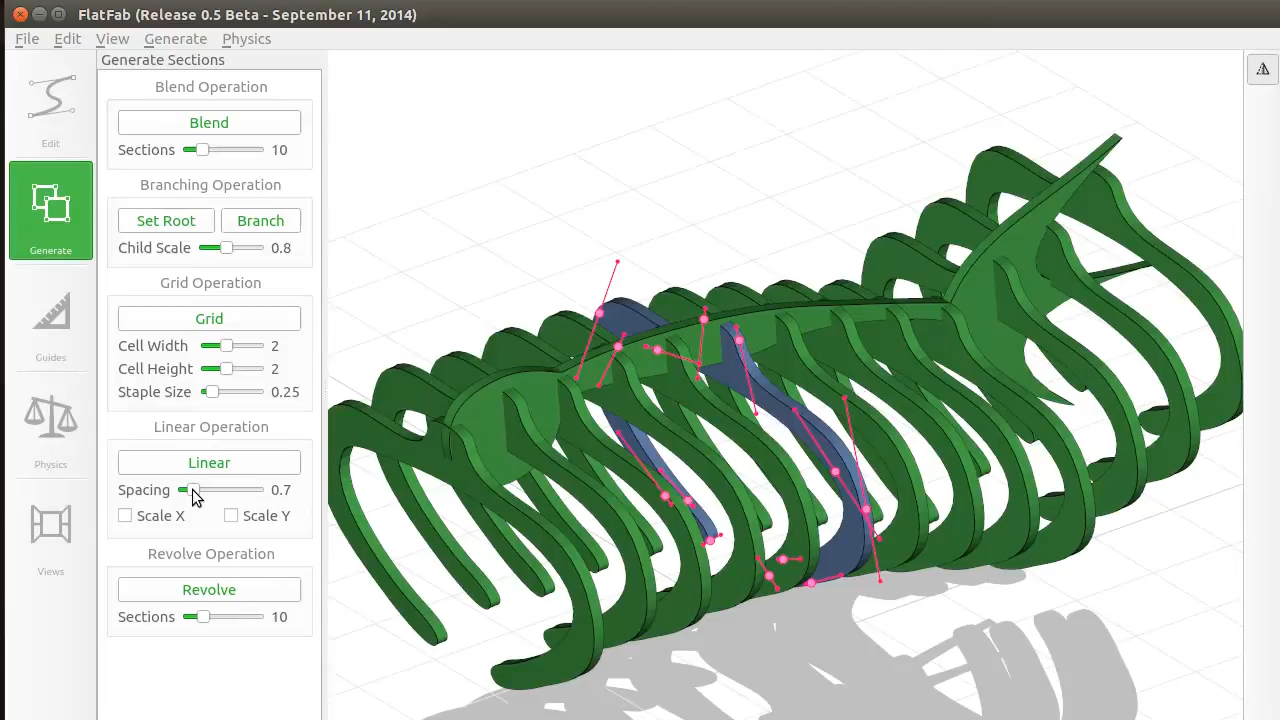 FlatFab (Release 0.5 Beta - September 11, 2014)
File Edit View Generate Physics
Generate Sections
Edit
Generate
Guides
Physics
Views
Blend Operation
Blend
Sections 10
Branching Operation
Set Root Branch
Child Scale 0.8
Grid Operation
Grid
Cell Width 2
Cell Height 2
Staple Size 0.25
Linear Operation
Linear
Spacing 0.7
Scale X Scale Y
Revolve Operation
Revolve
Sections 10